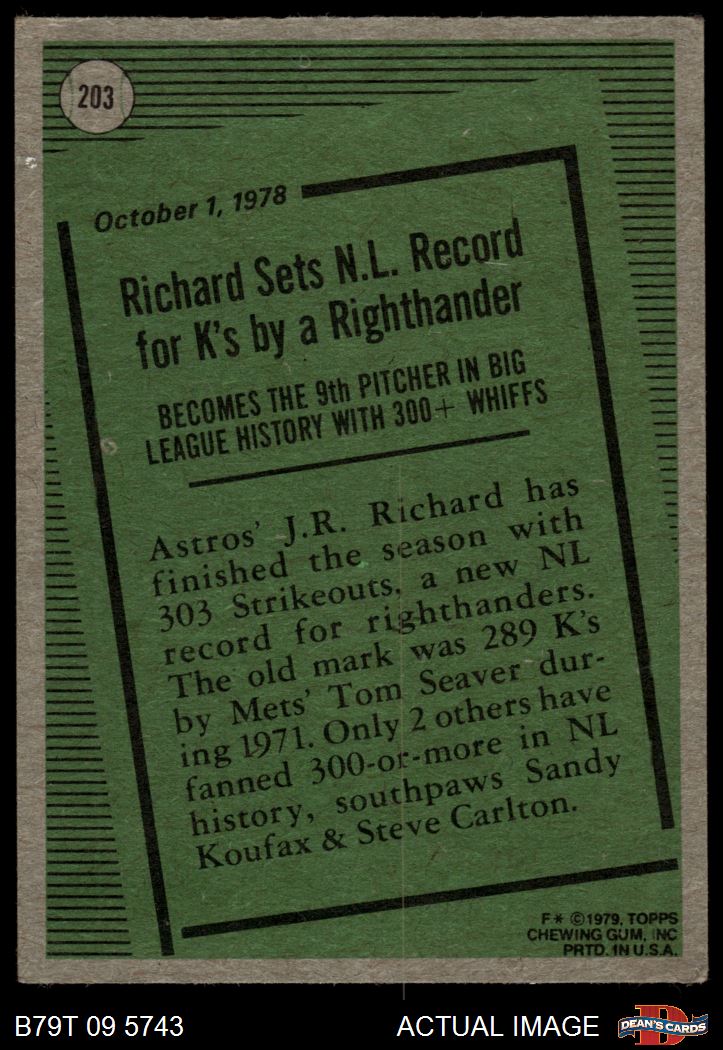 203
October 1, 1978
Richard Sets N.L. Record
for K's by a Righthander
BECOMES THE 9th PITCHER IN BIG
LEAGUE HISTORY WITH 300+ WHIFFS
Astros' J.R. Richard has
finished the season with
303 Strikeouts, a new NL
record for righthanders.
The old mark was 289 K's
by Mets' Tom Seaver dur-
ing 1971. Only 2 others have
fanned 300-or-more in NL
history, southpaws Sandy
Koufax & Steve Carlton.
F* ©1979, TOPPS
CHEWING GUM, INC
PRTD. IN U.S.A.
B79T 09 5743
ACTUAL IMAGE
D
DEAN'S CARDS